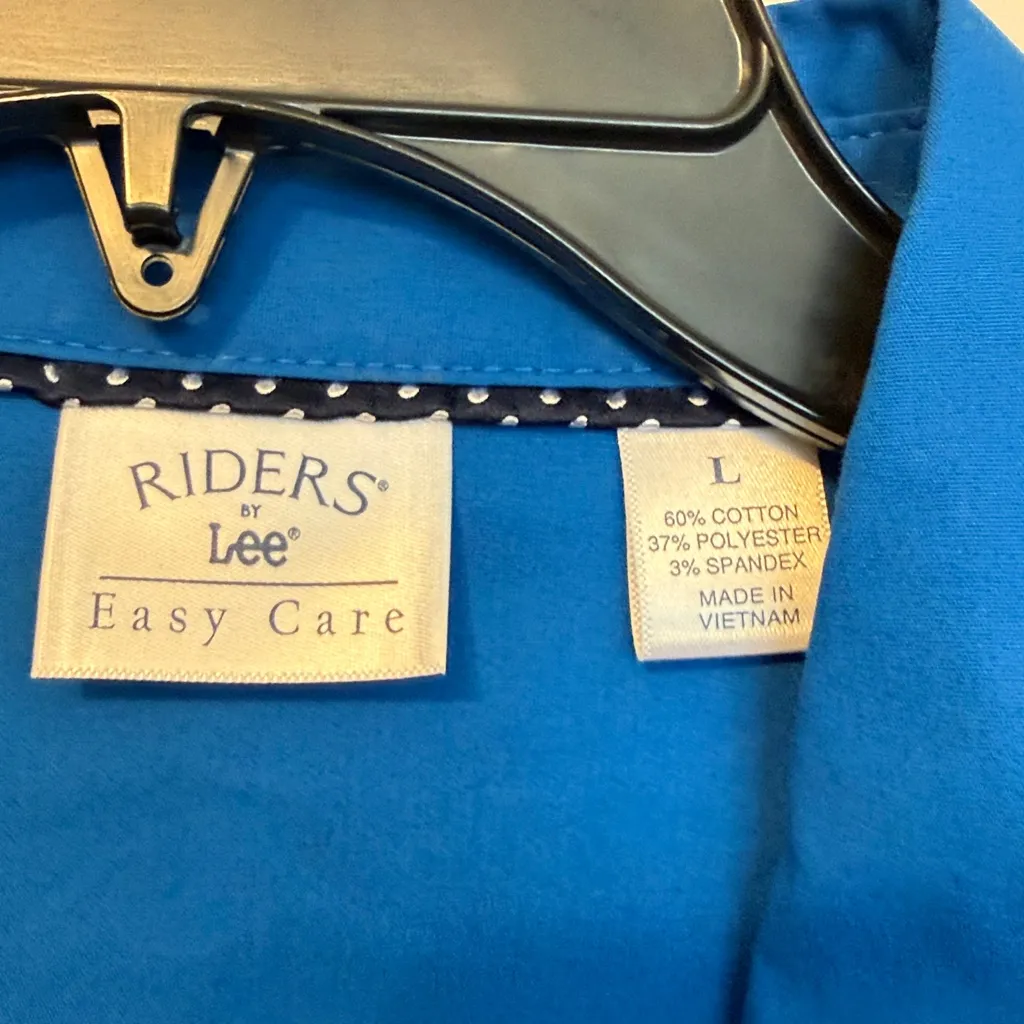 RIDERS®
BY
Lee®
Easy Care
L
60% COTTON
37% POLYESTER
3% SPANDEX
MADE IN
VIETNAM